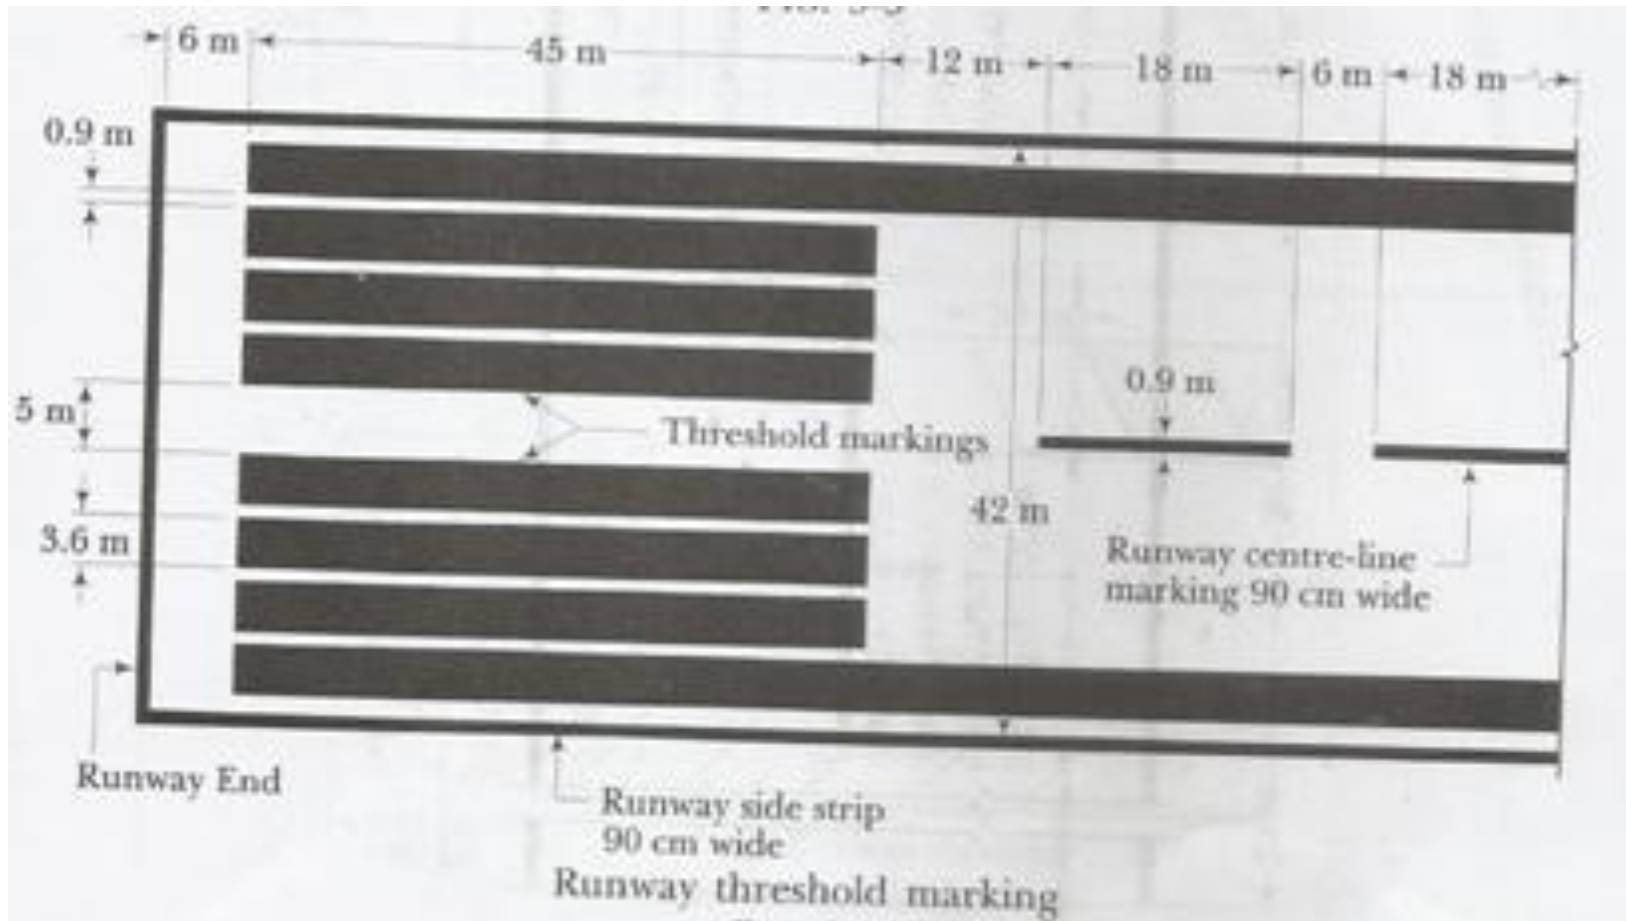 6 m
45 m
12 m
18 m
6 m
18 m
0.9 m
5 m
Threshold markings
0.9 m
42 m
3.6 m
Runway centre-line
marking 90 cm wide
Runway End
Runway side strip
90 cm wide
Runway threshold marking